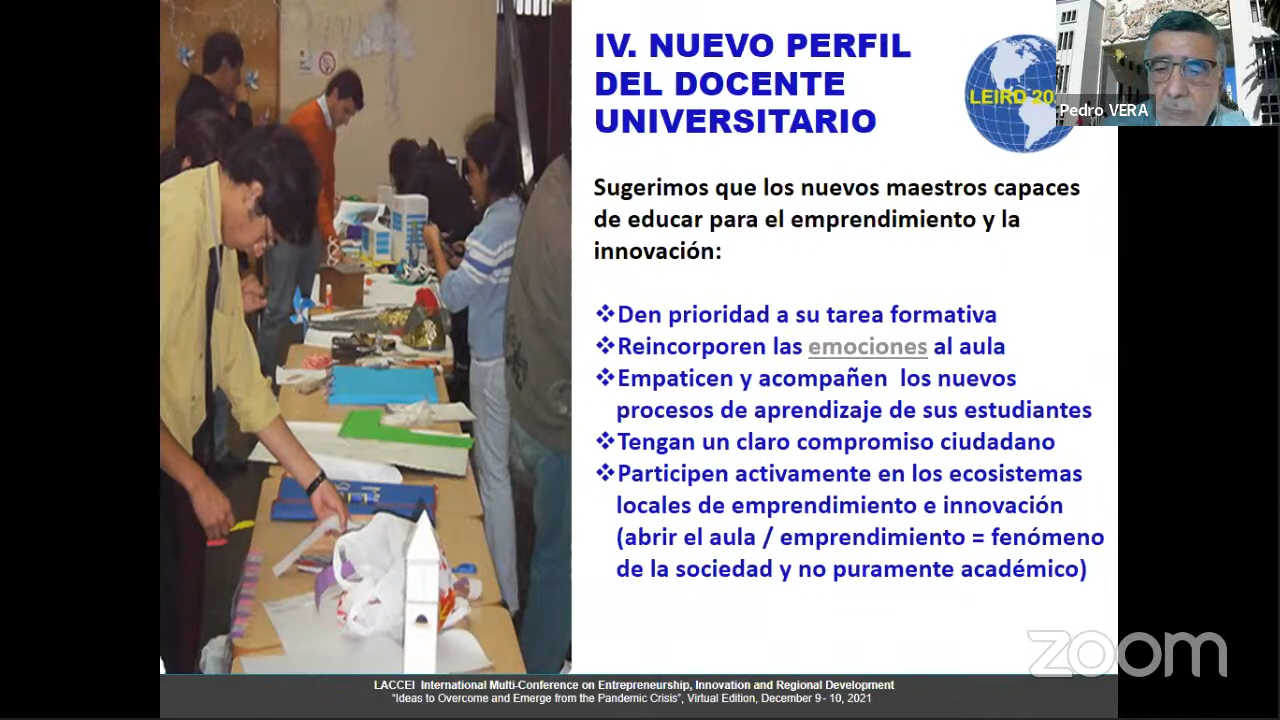 IV. NUEVO PERFIL
DEL DOCENTE
UNIVERSITARIO
LEIRD 20
Pedro VERA
Sugerimos que los nuevos maestros capaces
de educar para el emprendimiento y la
innovación:
❖Den prioridad a su tarea formativa
❖Reincorporen las emociones al aula
❖Empaticen y acompañen los nuevos
procesos de aprendizaje de sus estudiantes
❖Tengan un claro compromiso ciudadano
❖Participen activamente en los ecosistemas
locales de emprendimiento e innovación
(abrir el aula / emprendimiento = fenómeno
de la sociedad y no puramente académico)
zoom
LACCEI International Multi-Conference on Entrepreneurship, Innovation and Regional Development
“Ideas to Overcome and Emerge from the Pandemic Crisis”, Virtual Edition, December 9 - 10, 2021